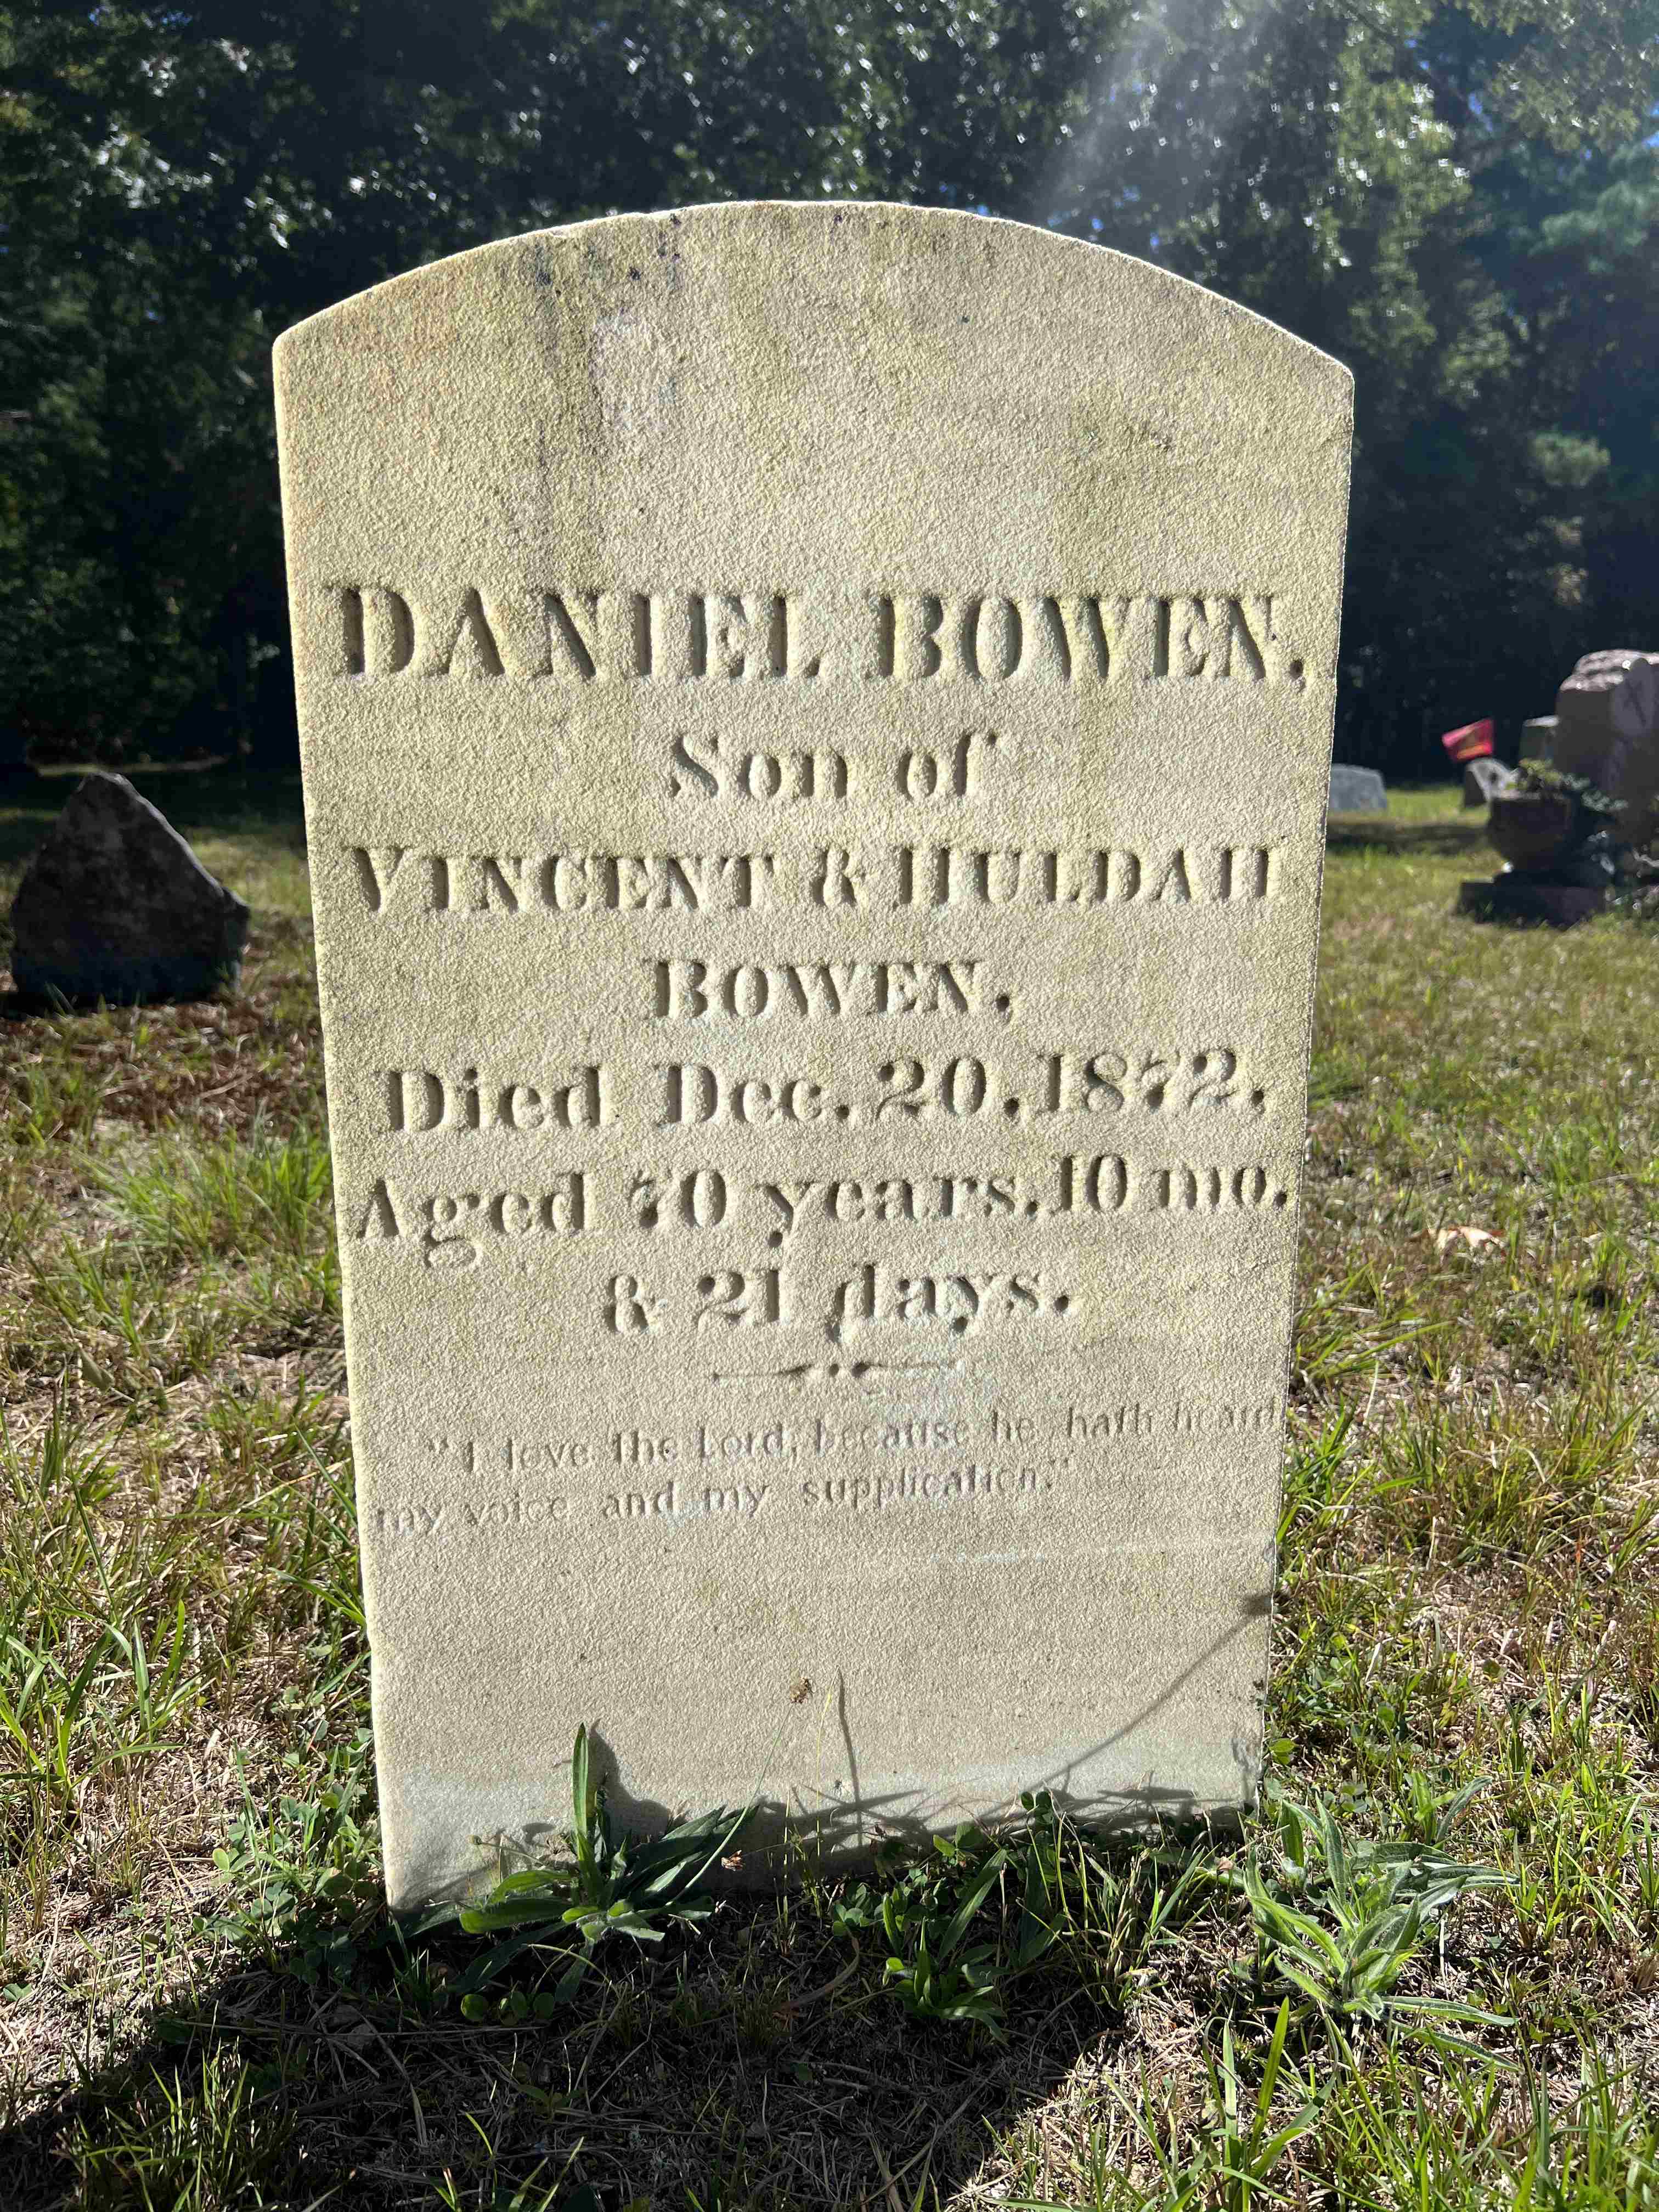 DANIEL BOWEN,
Son of
VINCENT & HULDAH
BOWEN,
Died Dec. 20, 1872,
Aged 70 years, 10 mo.
& 21 days.
"I love the Lord, because he hath heard
my voice and my supplication."